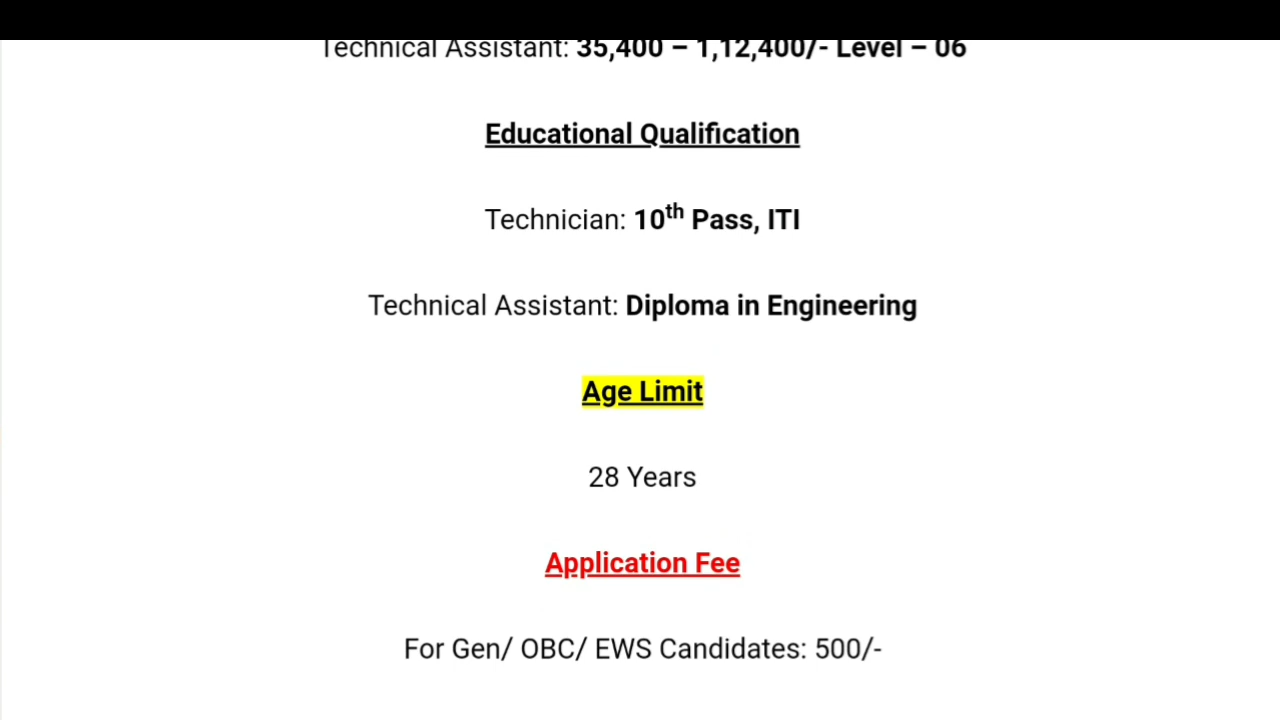 Technical Assistant: 35,400 – 1,12,400/- Level – 06
Educational Qualification
Technician: 10th Pass, ITI
Technical Assistant: Diploma in Engineering
Age Limit
28 Years
Application Fee
For Gen/ OBC/ EWS Candidates: 500/-